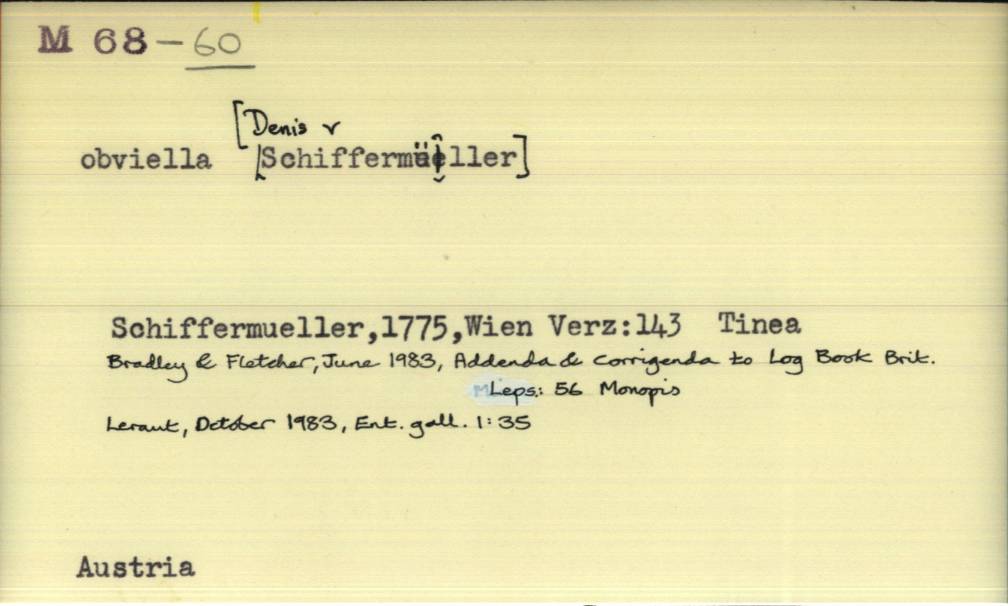 M 68-60
[Denis &
obviella [Schiffermüller]
Schiffermueller,1775,Wien Verz:143 Tinea
Bradley & Fletcher, June 1983, Addenda & Corrigenda to Log Book Brit.
Leps.: 56 Monopis
Leraut, October 1983, Ent. gall. 1:35
Austria